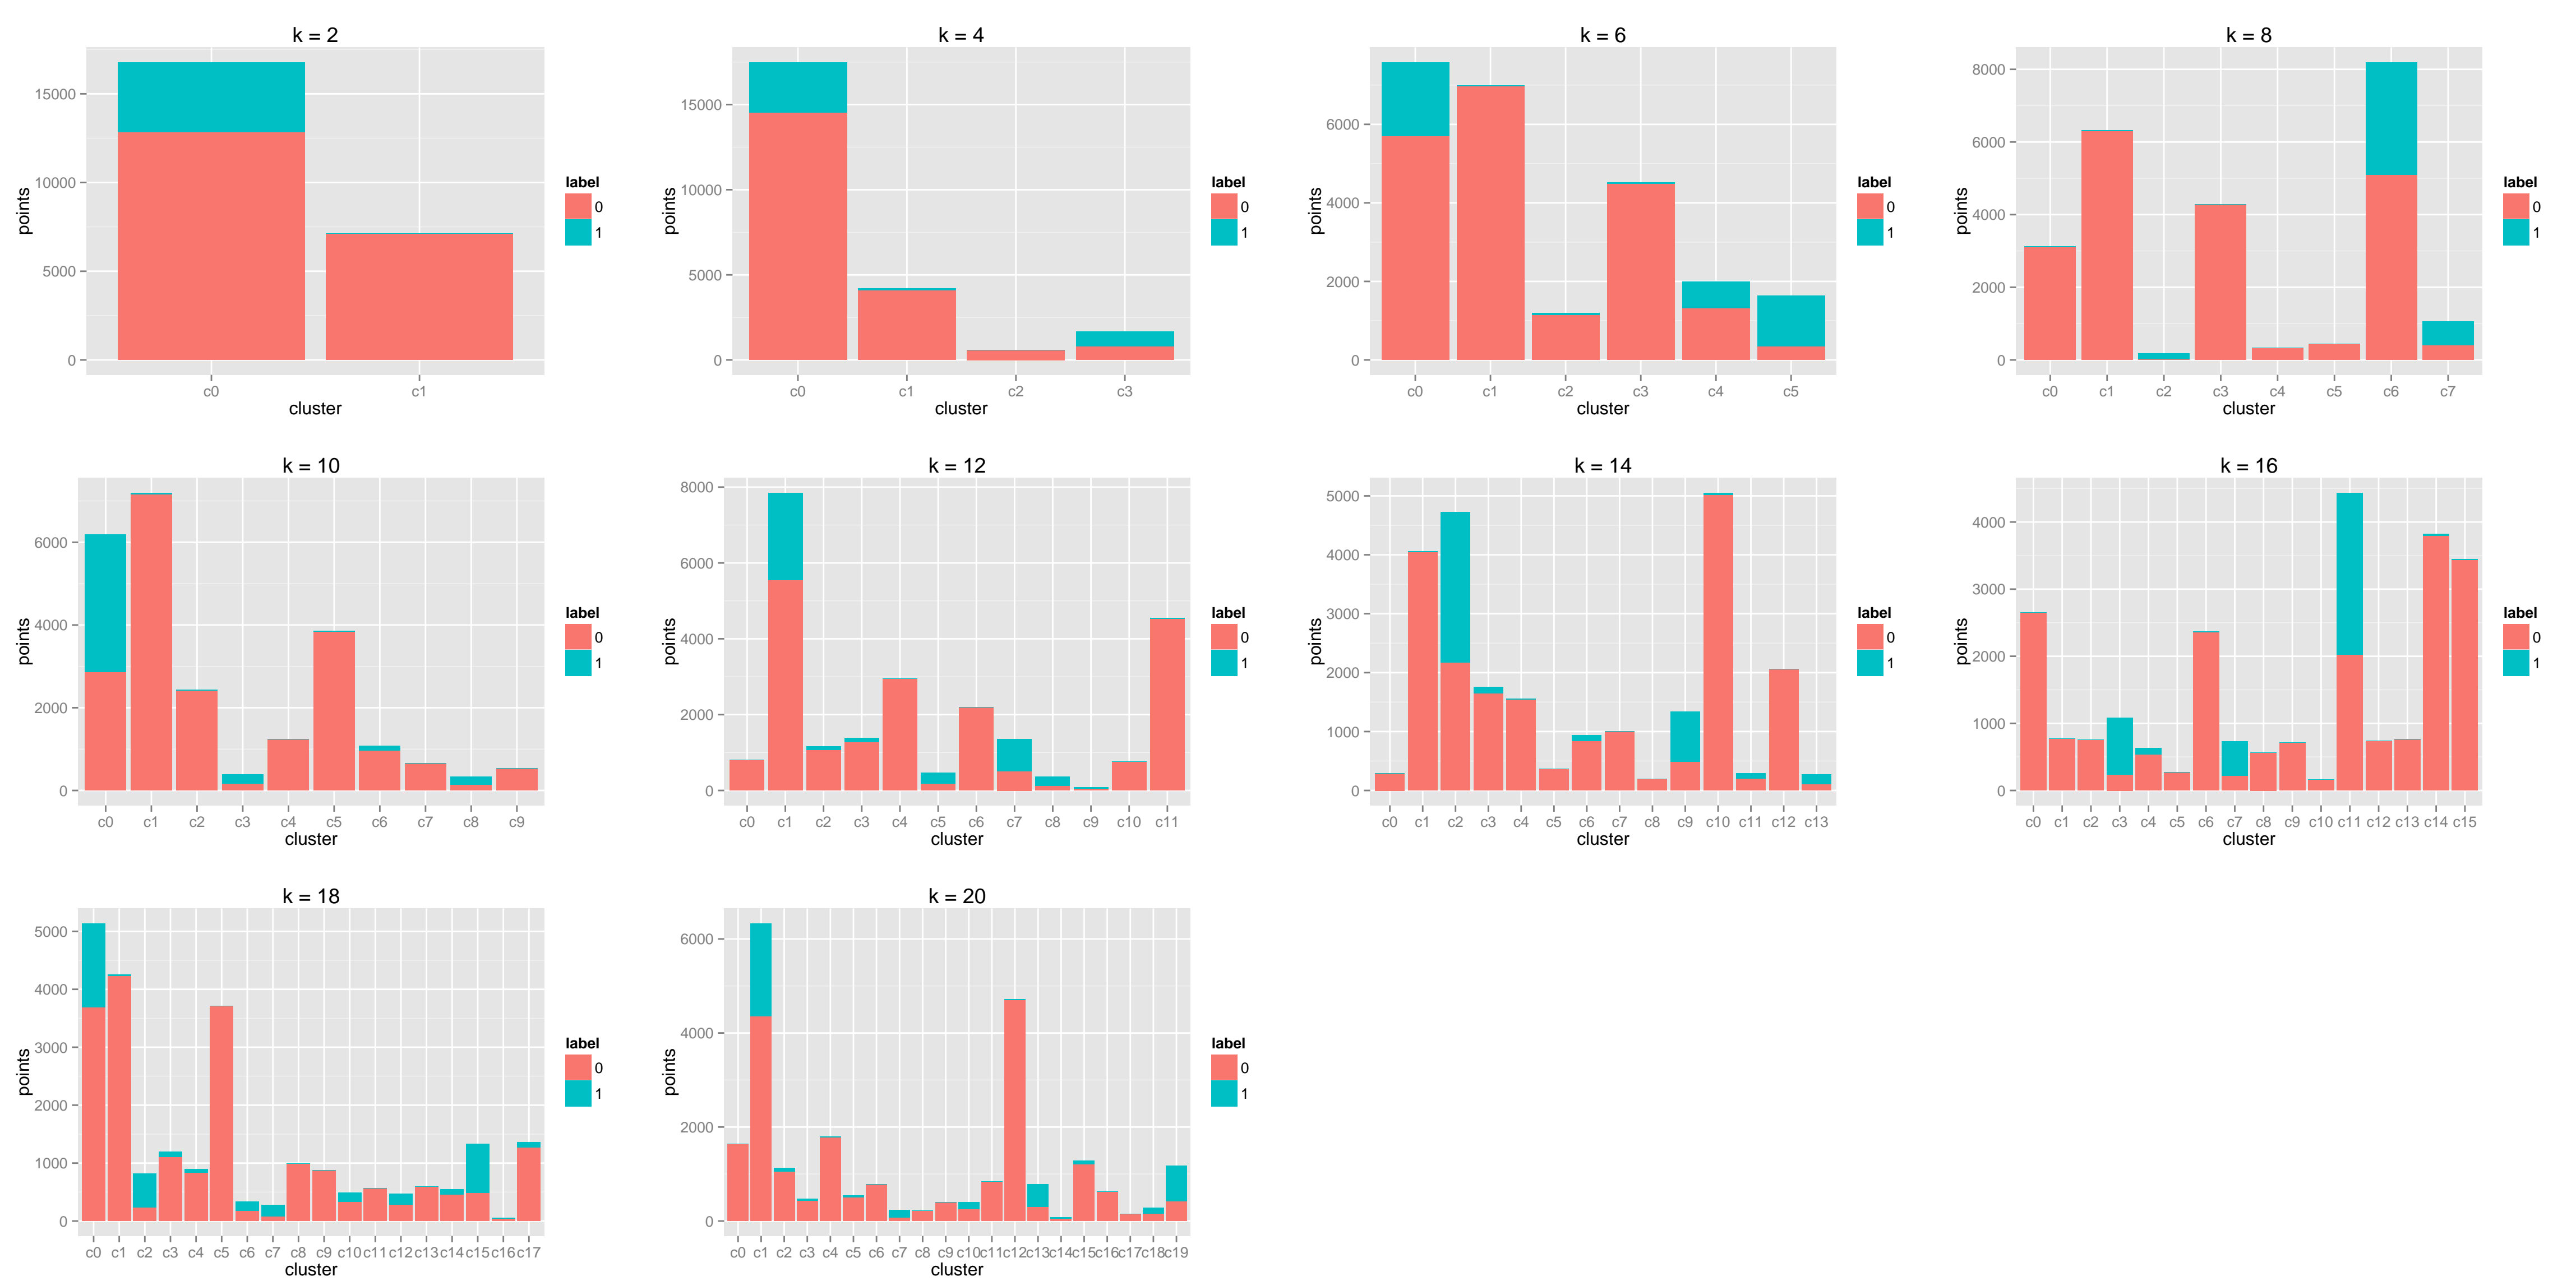 k = 2
points
15000
10000
5000
0
c0 c1
cluster
label
0
1
k = 4
points
15000
10000
5000
0
c0 c1 c2 c3
cluster
label
0
1
k = 6
points
6000
4000
2000
0
c0 c1 c2 c3 c4 c5
cluster
label
0
1
k = 8
points
8000
6000
4000
2000
0
c0 c1 c2 c3 c4 c5 c6 c7
cluster
label
0
1
k = 10
points
6000
4000
2000
0
c0 c1 c2 c3 c4 c5 c6 c7 c8 c9
cluster
label
0
1
k = 12
points
8000
6000
4000
2000
0
c0 c1 c2 c3 c4 c5 c6 c7 c8 c9 c10 c11
cluster
label
0
1
k = 14
points
5000
4000
3000
2000
1000
0
c0 c1 c2 c3 c4 c5 c6 c7 c8 c9 c10 c11 c12 c13
cluster
label
0
1
k = 16
points
4000
3000
2000
1000
0
c0 c1 c2 c3 c4 c5 c6 c7 c8 c9 c10 c11 c12 c13 c14 c15
cluster
label
0
1
k = 18
points
5000
4000
3000
2000
1000
0
c0 c1 c2 c3 c4 c5 c6 c7 c8 c9 c10 c11 c12 c13 c14 c15 c16 c17
cluster
label
0
1
k = 20
points
6000
4000
2000
0
c0 c1 c2 c3 c4 c5 c6 c7 c8 c9 c10 c11 c12 c13 c14 c15 c16 c17 c18 c19
cluster
label
0
1